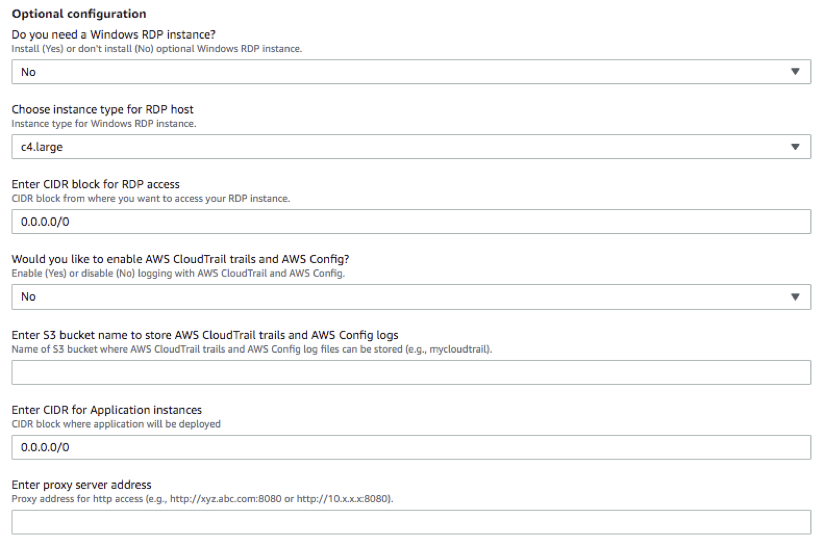 Optional configuration
Do you need a Windows RDP instance?
Install (Yes) or don't install (No) optional Windows RDP instance.
No
Choose instance type for RDP host
Instance type for Windows RDP instance.
c4.large
Enter CIDR block for RDP access
CIDR block from where you want to access your RDP instance.
0.0.0.0/0
Would you like to enable AWS CloudTrail trails and AWS Config?
Enable (Yes) or disable (No) logging with AWS CloudTrail and AWS Config.
No
Enter S3 bucket name to store AWS CloudTrail trails and AWS Config logs
Name of S3 bucket where AWS CloudTrail trails and AWS Config log files can be stored (e.g., mycloudtrail).
Enter CIDR for Application instances
CIDR block where application will be deployed
0.0.0.0/0
Enter proxy server address
Proxy address for http access (e.g., http://xyz.abc.com:8080 or http://10.x.x.x:8080).